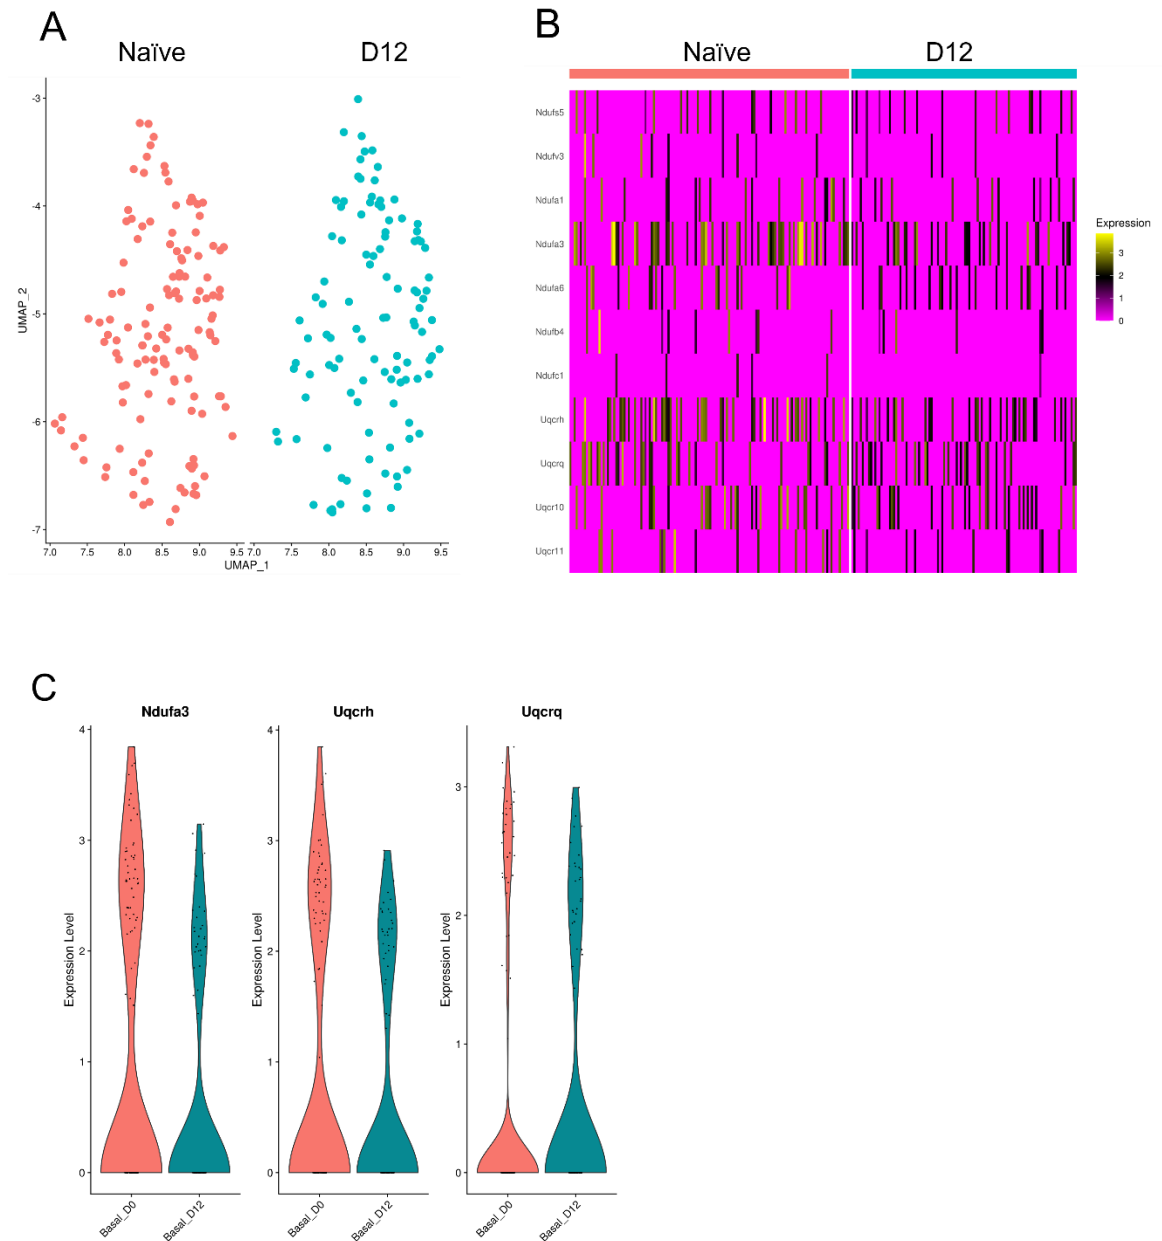 A
Naïve
D12
UMAP_2
-3
-4
-5
-6
-7
7.0
7.5
8.0
8.5
9.0
9.5
7.0
7.5
8.0
8.5
9.0
9.5
UMAP_1
B
Naïve
D12
Ndufs5
Ndufv3
Ndufa1
Ndufa3
Ndufa6
Ndufb4
Ndufc1
Uqcrh
Uqcrq
Uqcr10
Uqcr11
Expression
3
2
1
0
C
Ndufa3
Expression Level
4
3
2
1
0
Basal_D0
Basal_D12
Uqcrh
Expression Level
4
3
2
1
0
Basal_D0
Basal_D12
Uqcrq
Expression Level
3
2
1
0
Basal_D0
Basal_D12